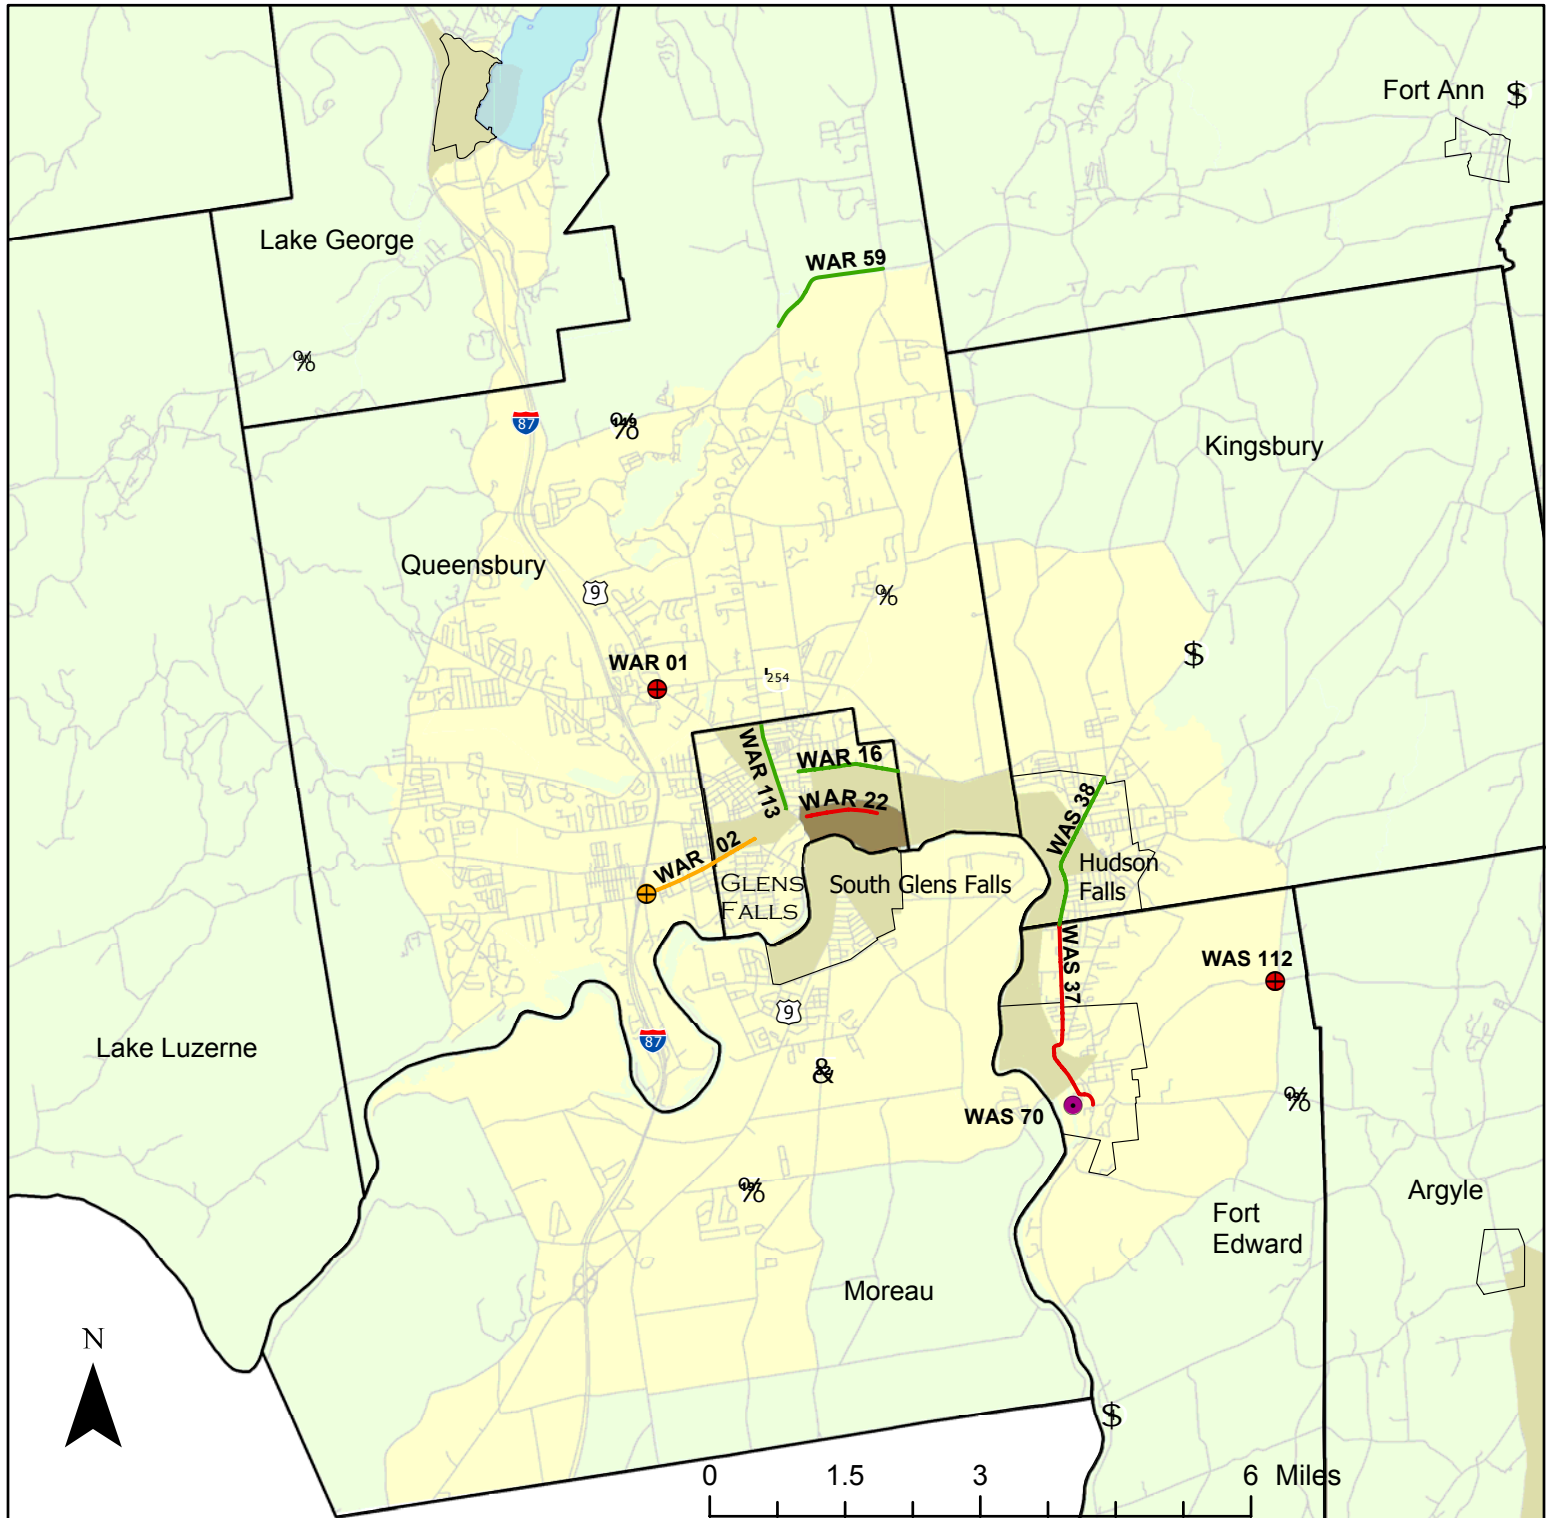 Fort Ann $
Lake George
WAR 59
%
87
149
%
Kingsbury
Queensbury
9
%
$
WAR 01
254
WAR 113
WAR 16
WAR 22
WAS 38
WAR 02
Hudson
Falls
GLENS
FALLS
South Glens Falls
WAS 37
WAS 112
9
87
Lake Luzerne
&
%
WAS 70
%
Argyle
Fort
Edward
Moreau
N
$
0 1.5 3 6 Miles